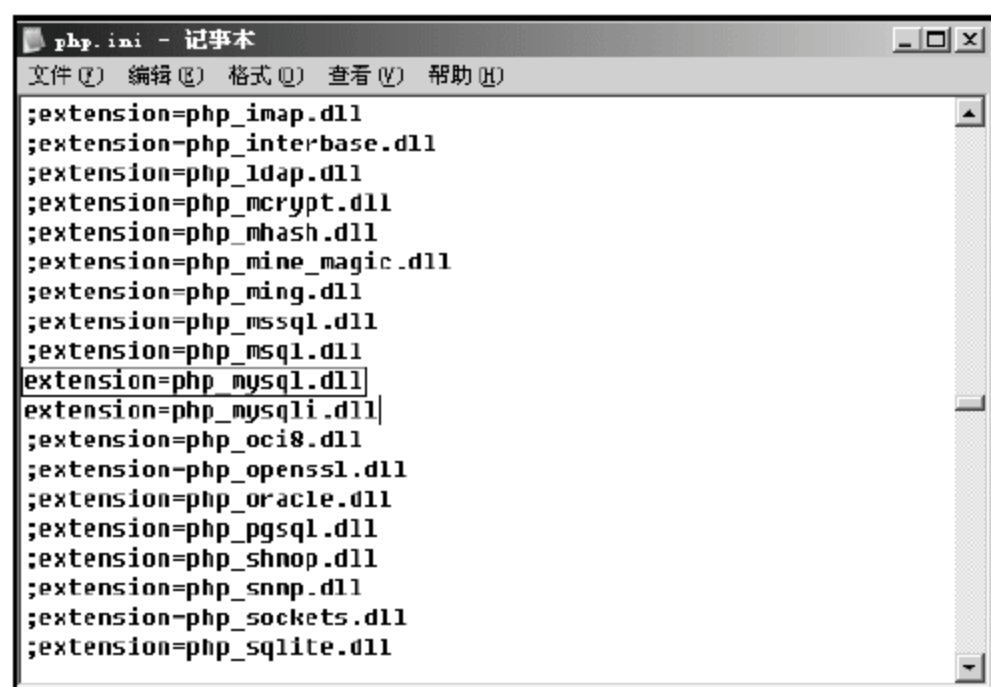 php.ini - 记事本
文件(F) 编辑(E) 格式(O) 查看(V) 帮助(H)
;extension=php_imap.dll
;extension=php_interbase.dll
;extension=php_ldap.dll
;extension=php_mcrypt.dll
;extension=php_mhash.dll
;extension=php_mime_magic.dll
;extension=php_ming.dll
;extension=php_mssql.dll
;extension=php_msql.dll
extension=php_mysql.dll
extension=php_mysqli.dll
;extension=php_oci8.dll
;extension=php_openssl.dll
;extension=php_oracle.dll
;extension=php_pgsql.dll
;extension=php_shmop.dll
;extension=php_snmp.dll
;extension=php_sockets.dll
;extension=php_sqlite.dll